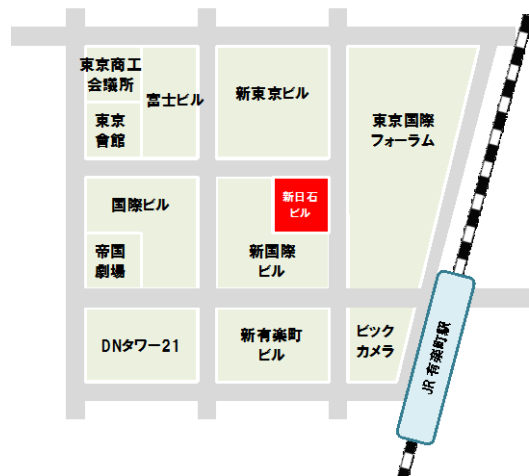 東京商工
会議所
富士ビル
東京
會館
新東京ビル
東京国際
フォーラム
国際ビル
帝国
劇場
新日石
ビル
新国際
ビル
DNタワー21
新有楽町
ビル
ビック
カメラ
JR 有楽町駅